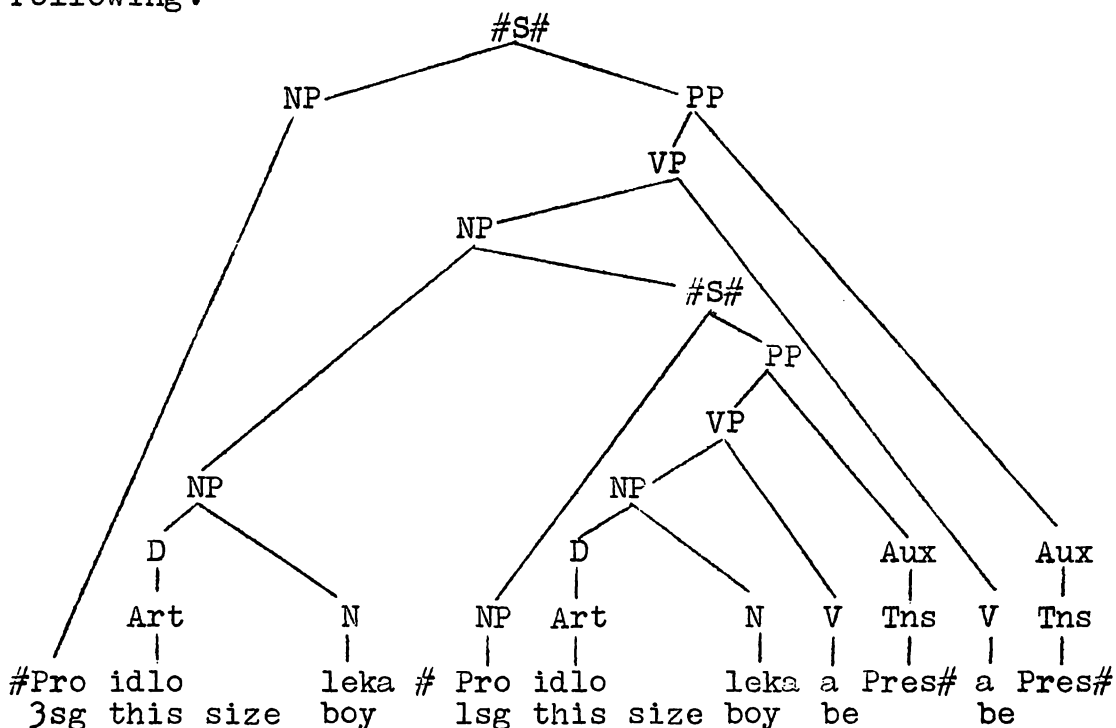 following:
#S#
NP PP
VP
NP
#S#
PP
VP
NP NP
D D Aux Aux
Art N NP Art N V Tns V Tns
#Pro idlo leka # Pro idlo leka a Pres# a Pres#
3sg this size boy 1sg this size boy be be